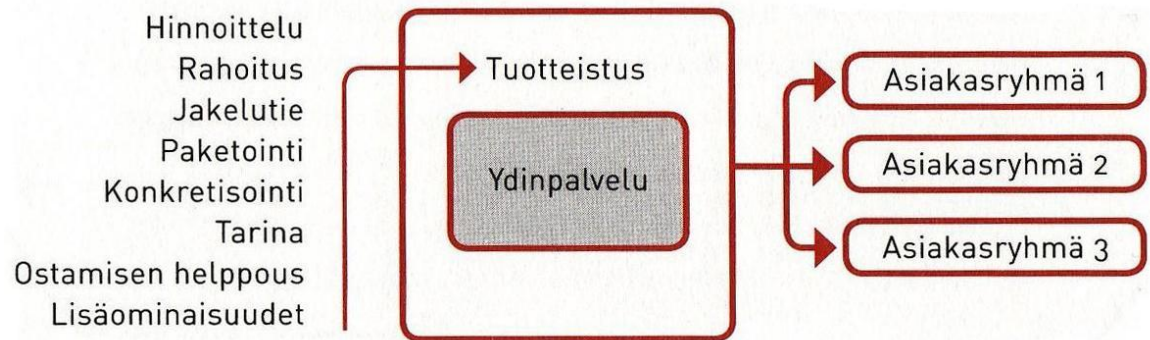 Hinnoittelu
Rahoitus
Jakelutie
Paketointi
Konkretisointi
Tarina
Ostamisen helppous
Lisäominaisuudet
Tuotteistus
Ydinpalvelu
Asiakasryhmä 1
Asiakasryhmä 2
Asiakasryhmä 3